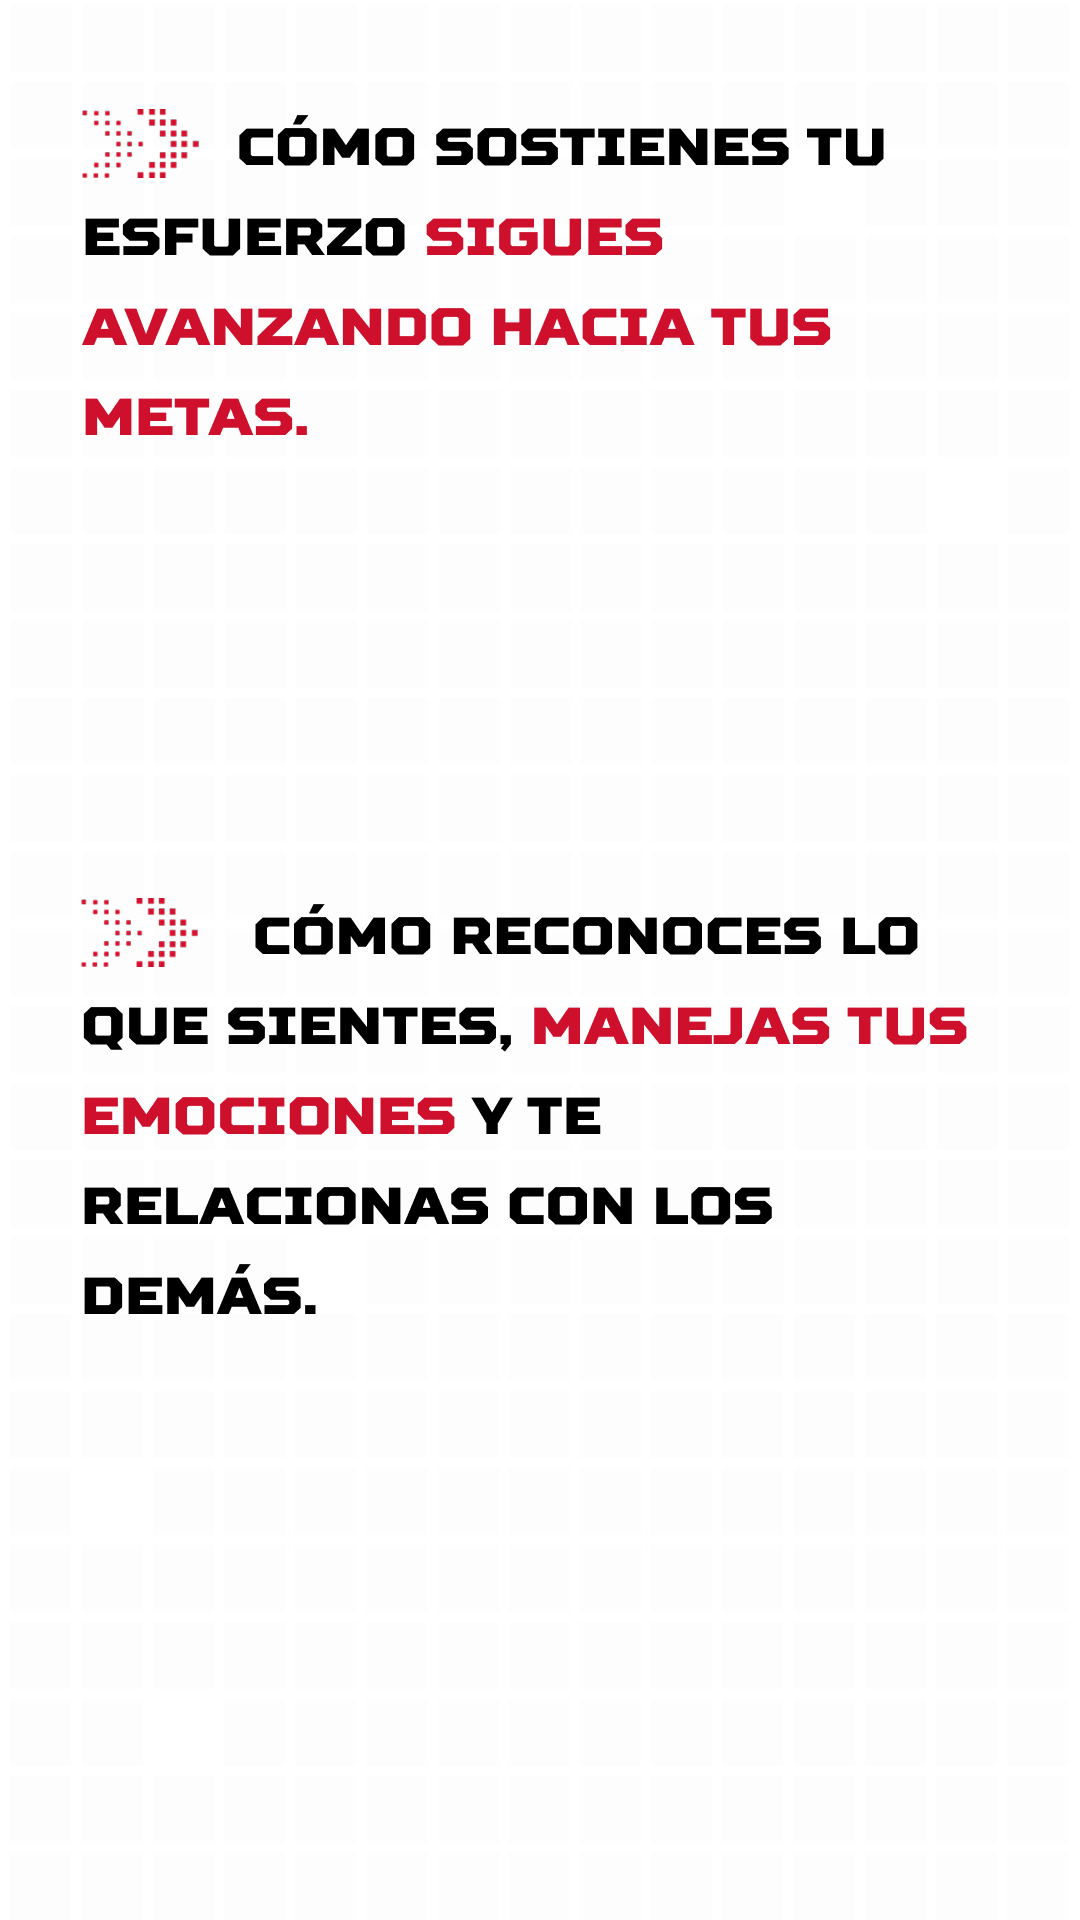 CÓMO SOSTIENES TU
ESFUERZO SIGUES
AVANZANDO HACIA TUS
METAS.
CÓMO RECONOCES LO
QUE SIENTES, MANEJAS TUS
EMOCIONES Y TE
RELACIONAS CON LOS
DEMÁS.